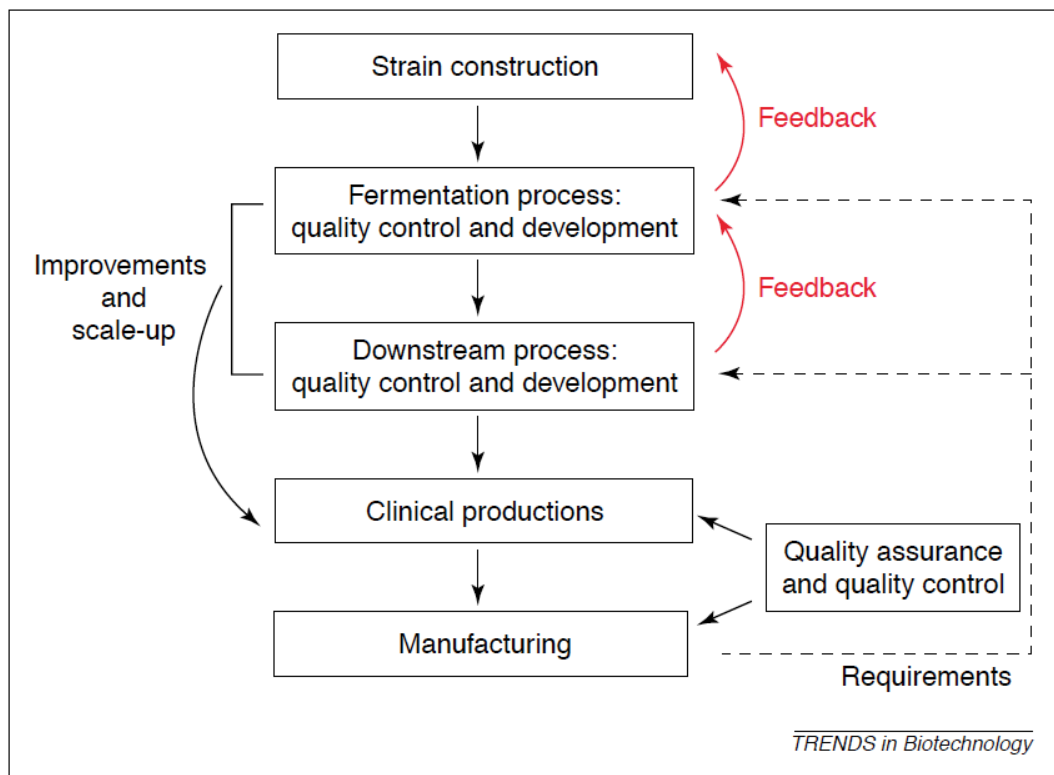 Strain construction
Feedback
Fermentation process:
quality control and development
Improvements
and
scale-up
Feedback
Downstream process:
quality control and development
Clinical productions
Quality assurance
and quality control
Manufacturing
Requirements
TRENDS in Biotechnology